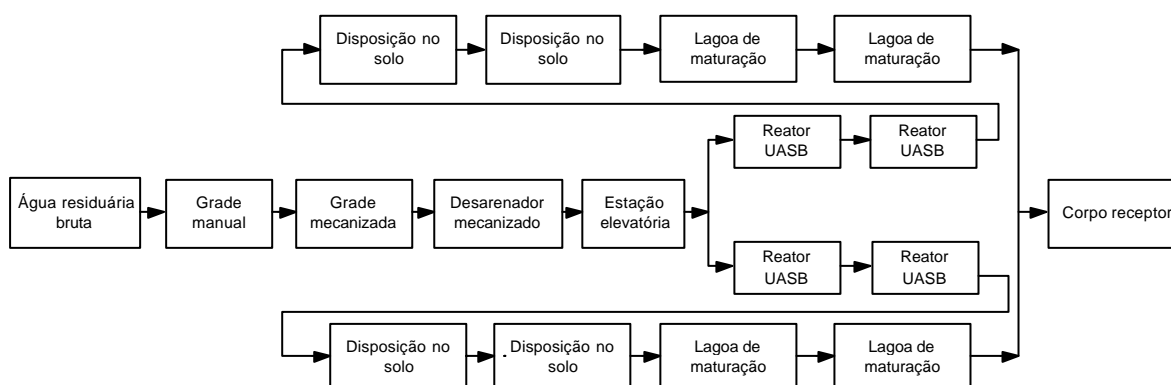 Disposição no
solo
Disposição no
solo
Lagoa de
maturação
Lagoa de
maturação
Reator
UASB
Reator
UASB
Água residuária
bruta
Grade
manual
Grade
mecanizada
Desarenador
mecanizado
Estação
elevatória
Corpo receptor
Reator
UASB
Reator
UASB
Disposição no
solo
Disposição no
solo
Lagoa de
maturação
Lagoa de
maturação